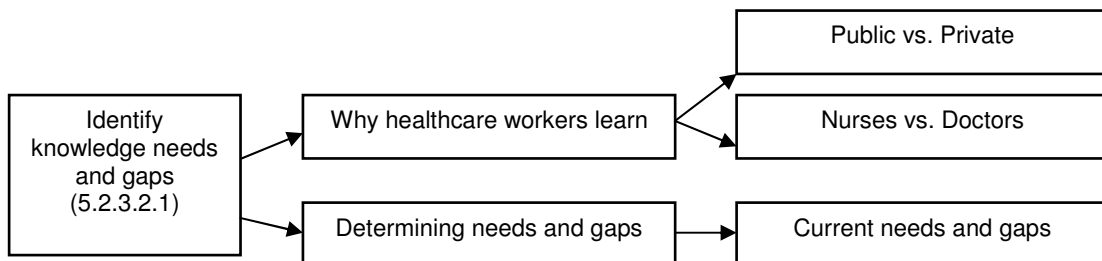 Identify
knowledge needs
and gaps
(5.2.3.2.1)
Why healthcare workers learn
Public vs. Private
Nurses vs. Doctors
Determining needs and gaps
Current needs and gaps